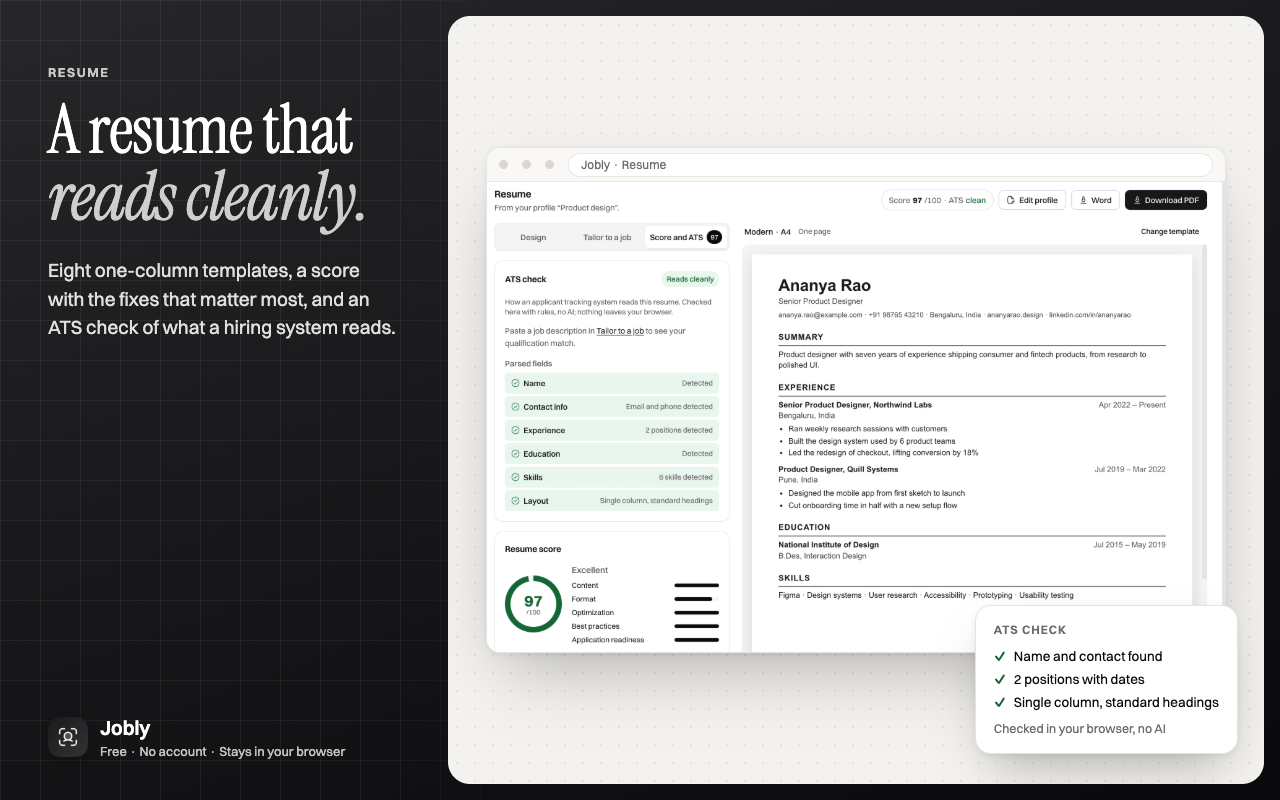 RESUME
A resume that
reads cleanly.
Eight one-column templates, a score
with the fixes that matter most, and an
ATS check of what a hiring system reads.
Jobly
Free · No account · Stays in your browser
Jobly · Resume
Resume
From your profile “Product design”.
Score 97 /100 · ATS clean
Edit profile
Word
Download PDF
Design
Tailor to a job
Score and ATS 97
ATS check
Reads cleanly
How an applicant tracking system reads this resume. Checked
here with rules, no AI; nothing leaves your browser.
Paste a job description in Tailor to a job to see your
qualification match.
Parsed fields
Name Detected
Contact info Email and phone detected
Experience 2 positions detected
Education Detected
Skills 6 skills detected
Layout Single column, standard headings
Resume score
97
/100
Excellent
Content
Format
Optimization
Best practices
Application readiness
Modern · A4 One page
Change template
Ananya Rao
Senior Product Designer
ananya.rao@example.com · +91 98765 43210 · Bengaluru, India · ananyarao.design · linkedin.com/in/ananyarao
SUMMARY
Product designer with seven years of experience shipping consumer and fintech products, from research to
polished UI.
EXPERIENCE
Senior Product Designer, Northwind Labs Apr 2022 – Present
Bengaluru, India
• Ran weekly research sessions with customers
• Built the design system used by 6 product teams
• Led the redesign of checkout, lifting conversion by 18%
Product Designer, Quill Systems Jul 2019 – Mar 2022
Pune, India
• Designed the mobile app from first sketch to launch
• Cut onboarding time in half with a new setup flow
EDUCATION
National Institute of Design Jul 2015 – May 2019
B.Des, Interaction Design
SKILLS
Figma · Design systems · User research · Accessibility · Prototyping · Usability testing
ATS CHECK
Name and contact found
2 positions with dates
Single column, standard headings
Checked in your browser, no AI